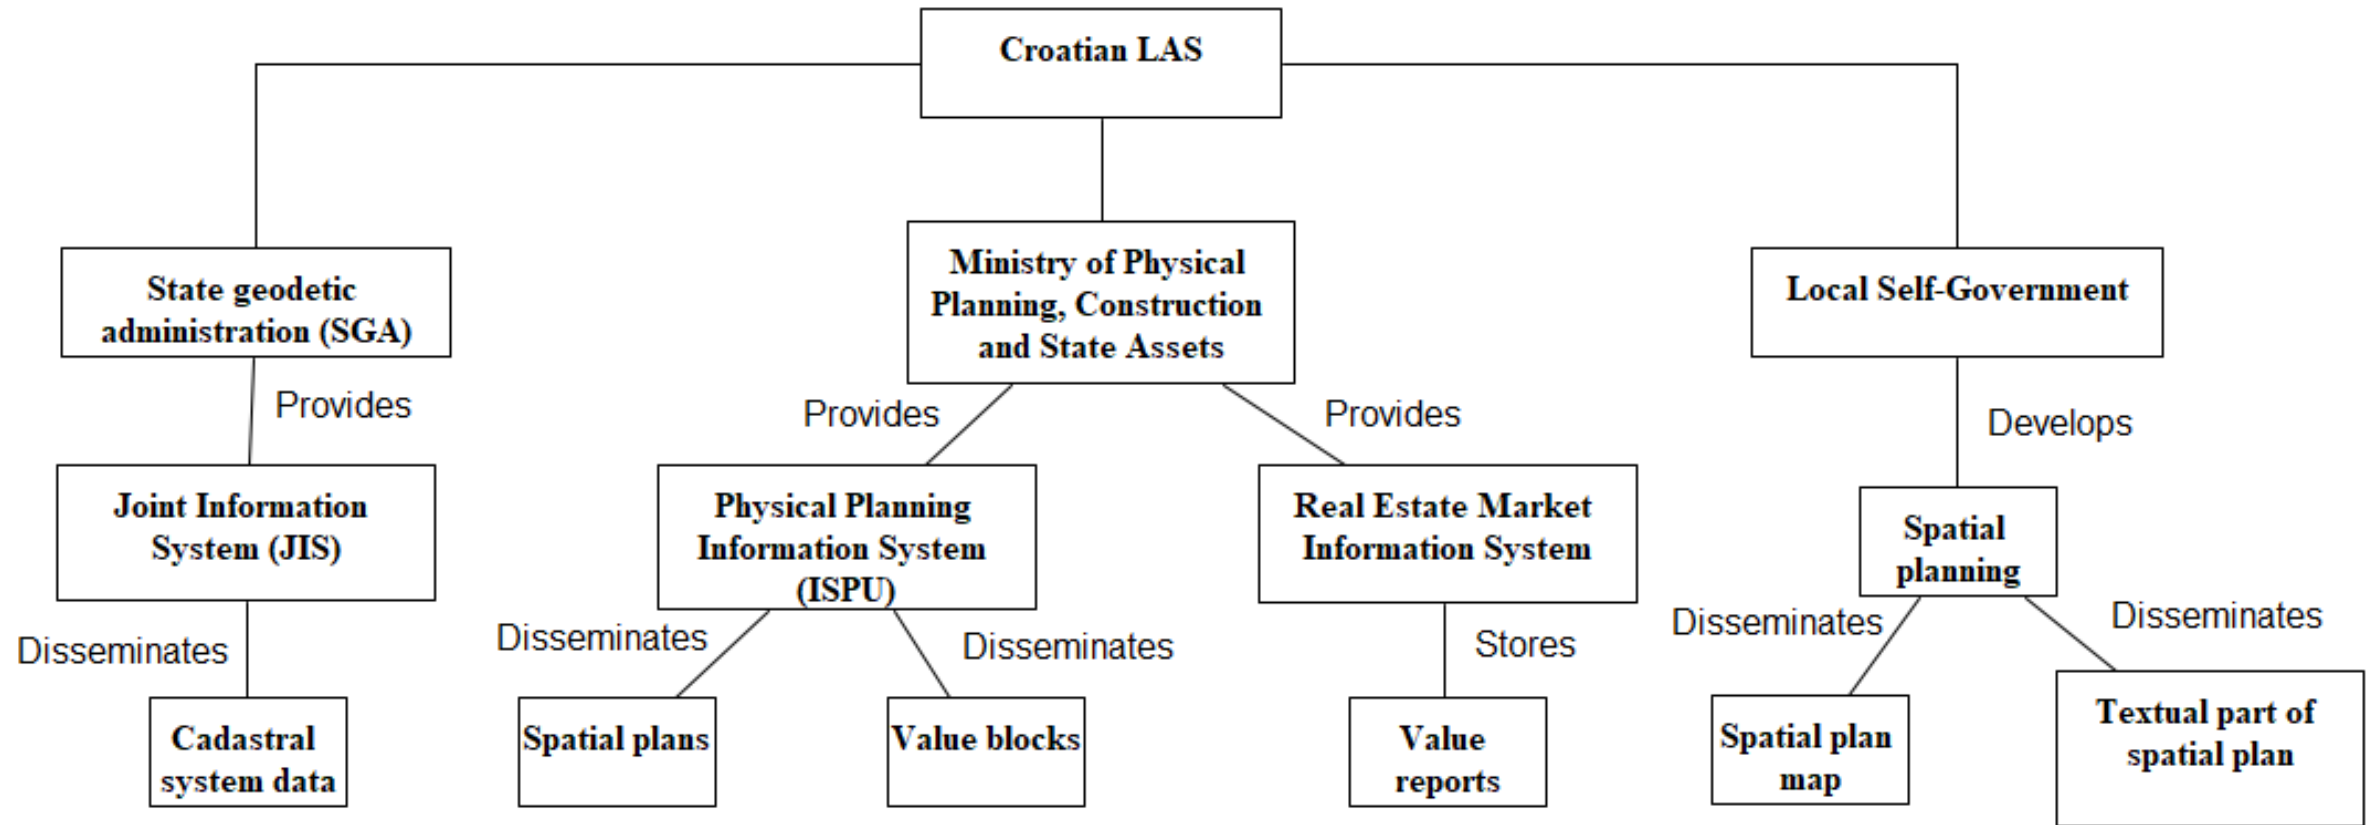 Croatian LAS
State geodetic
administration (SGA)
Ministry of Physical
Planning, Construction
and State Assets
Local Self-Government
Provides
Provides
Provides
Develops
Joint Information
System (JIS)
Physical Planning
Information System
(ISPU)
Real Estate Market
Information System
Spatial
planning
Disseminates
Disseminates
Disseminates
Stores
Disseminates
Disseminates
Cadastral
system data
Spatial plans
Value blocks
Value
reports
Spatial plan
map
Textual part of
spatial plan